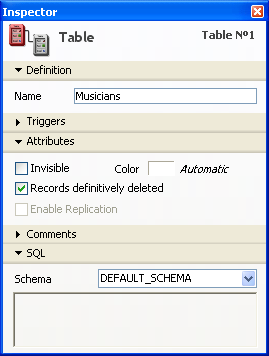 Inspector
Table Table Nº1
Definition
Name Musicians
Triggers
Attributes
Invisible Color Automatic
Records definitively deleted
Enable Replication
Comments
SQL
Schema DEFAULT_SCHEMA